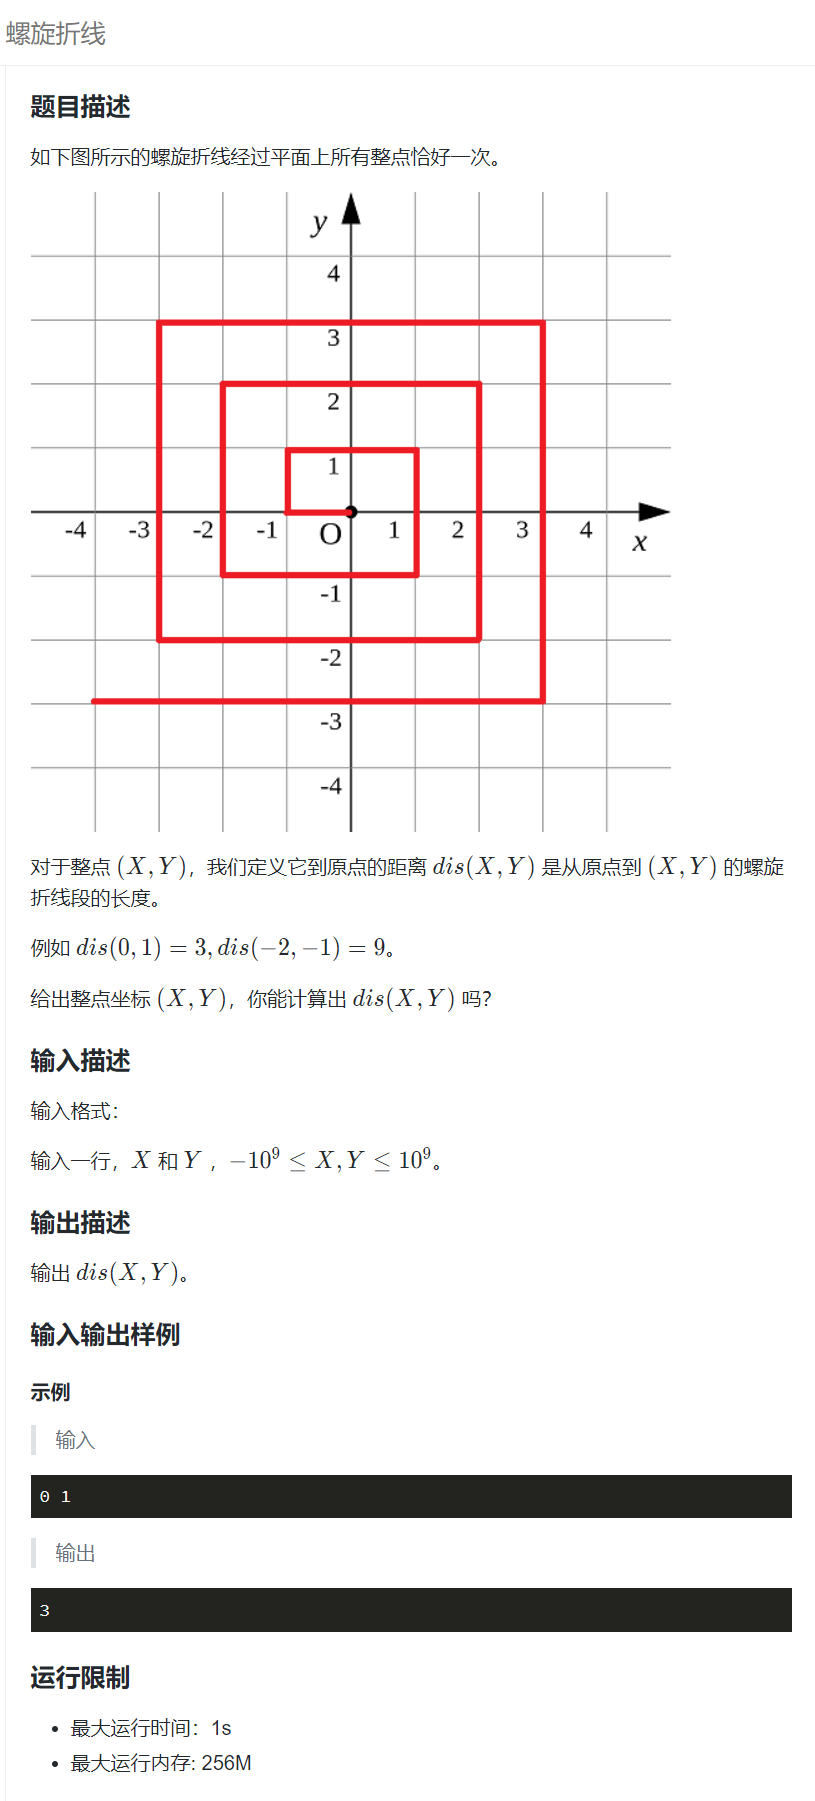 螺旋折线
题目描述
如下图所示的螺旋折线经过平面上所有整点恰好一次。
y
4
3
2
1
-4 -3 -2 -1 O 1 2 3 4 x
-1
-2
-3
-4
对于整点 (X, Y)，我们定义它到原点的距离 dis(X, Y) 是从原点到 (X, Y) 的螺旋
折线段的长度。
例如 dis(0, 1) = 3, dis(−2, −1) = 9。
给出整点坐标 (X, Y)，你能计算出 dis(X, Y) 吗？
输入描述
输入格式：
输入一行，X 和 Y ，−10⁹ ≤ X, Y ≤ 10⁹。
输出描述
输出 dis(X, Y)。
输入输出样例
示例
输入
0 1
输出
3
运行限制
• 最大运行时间：1s
• 最大运行内存: 256M